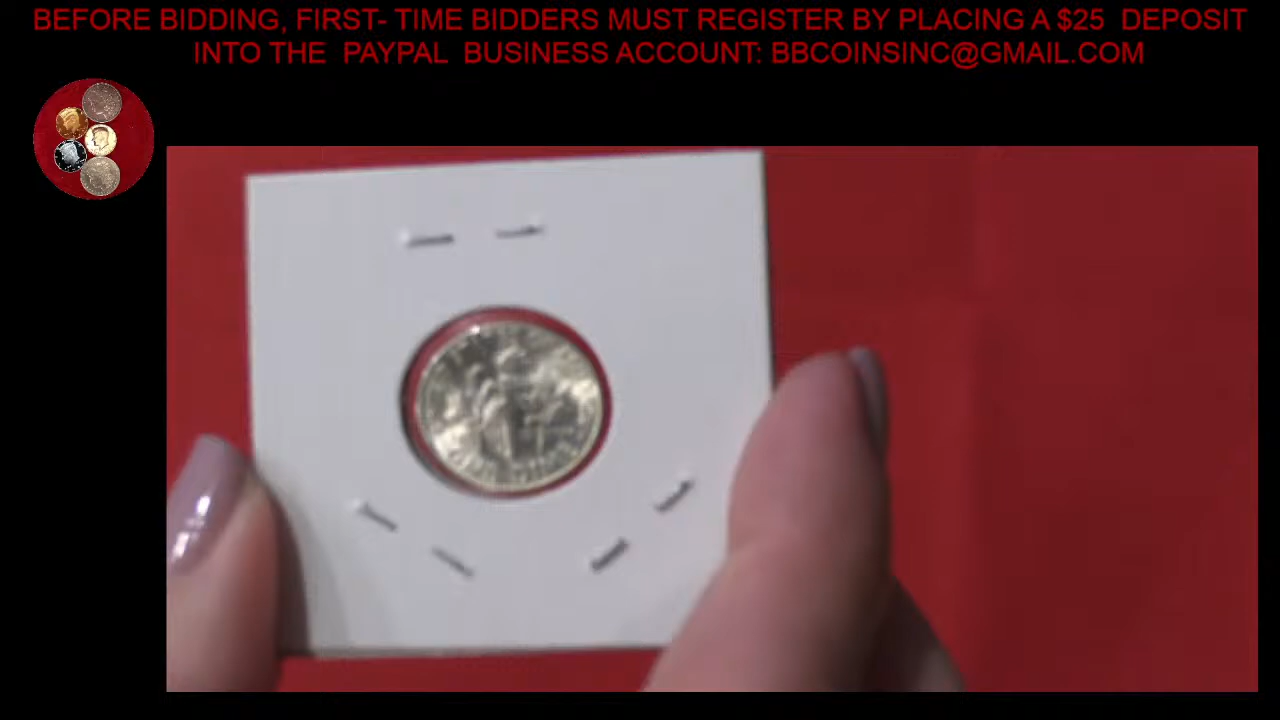 BEFORE BIDDING, FIRST- TIME BIDDERS MUST REGISTER BY PLACING A $25  DEPOSIT
INTO THE  PAYPAL  BUSINESS ACCOUNT: BBCOINSINC@GMAIL.COM